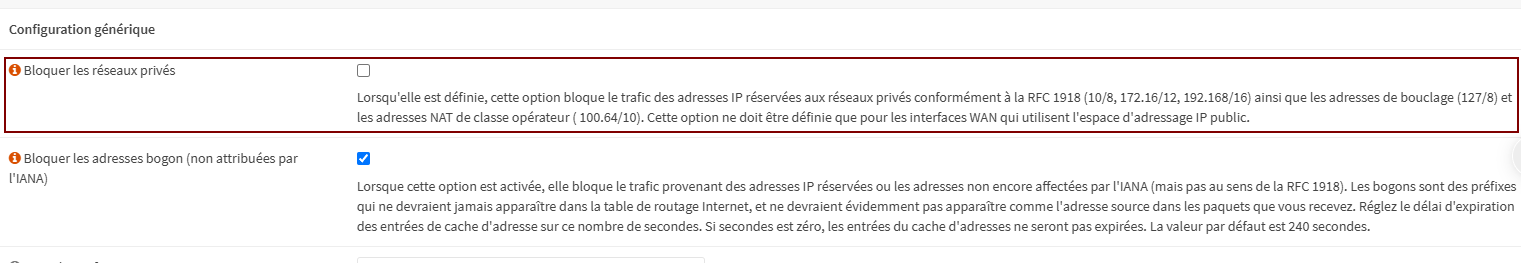 Configuration générique
Bloquer les réseaux privés
Lorsqu'elle est définie, cette option bloque le trafic des adresses IP réservées aux réseaux privés conformément à la RFC 1918 (10/8, 172.16/12, 192.168/16) ainsi que les adresses de bouclage (127/8) et
les adresses NAT de classe opérateur ( 100.64/10). Cette option ne doit être définie que pour les interfaces WAN qui utilisent l'espace d'adressage IP public.
Bloquer les adresses bogon (non attribuées par
l'IANA)
Lorsque cette option est activée, elle bloque le trafic provenant des adresses IP réservées ou les adresses non encore affectées par l'IANA (mais pas au sens de la RFC 1918). Les bogons sont des préfixes
qui ne devraient jamais apparaître dans la table de routage Internet, et ne devraient évidemment pas apparaître comme l'adresse source dans les paquets que vous recevez. Réglez le délai d'expiration
des entrées de cache d'adresse sur ce nombre de secondes. Si secondes est zéro, les entrées du cache d'adresses ne seront pas expirées. La valeur par défaut est 240 secondes.